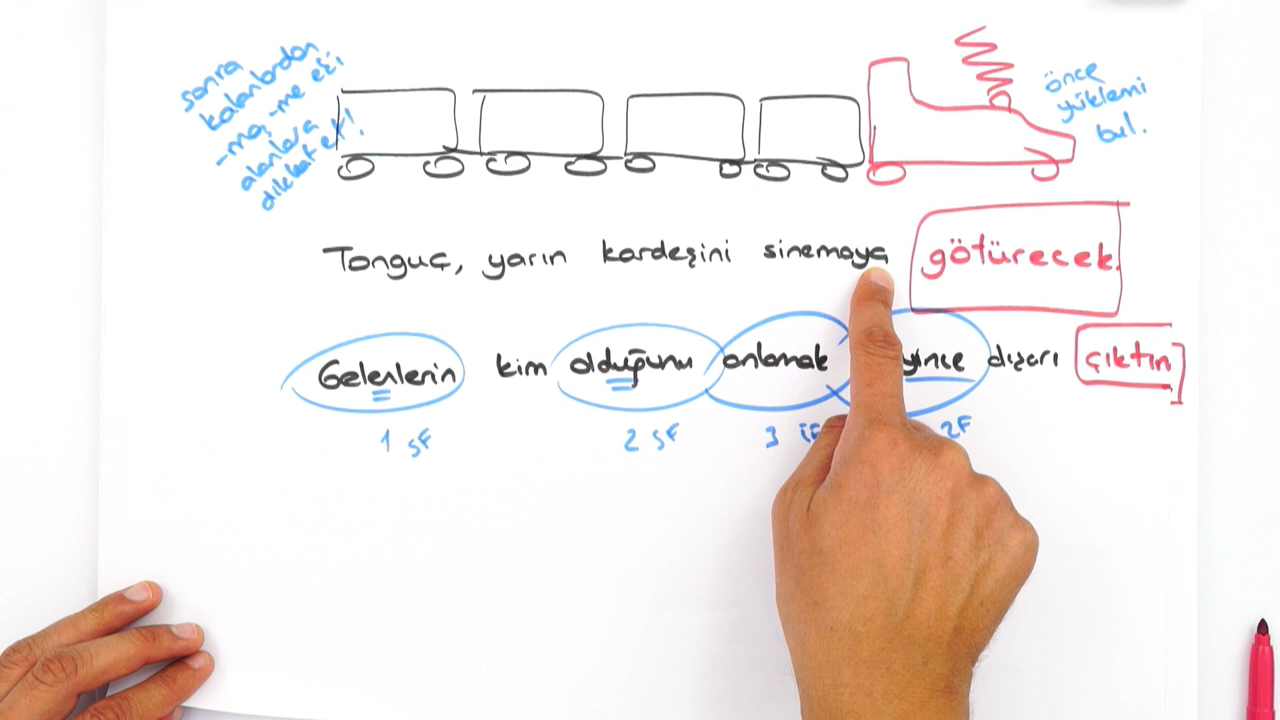 sonra
kalanlardan
-ma, -me eki
alanlara
dikkat et!
önce
yüklemi
bul.
Tonguç, yarın kardeşini sinemaya götürecek.
Gelenlerin kim olduğunu anlamak dışarı çıktın
1 SF 2 SF 3 2F